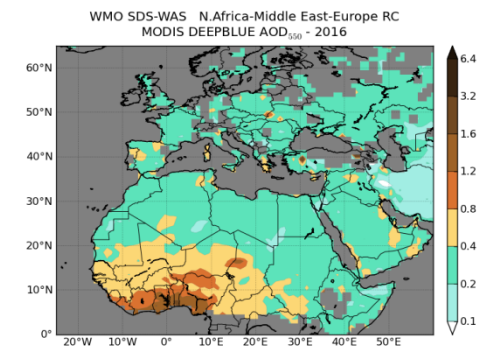 WMO SDS-WAS N.Africa-Middle East-Europe RC
MODIS DEEPBLUE AOD₅₅₀ - 2016
6.4
3.2
1.6
1.2
0.8
0.4
0.2
0.1
60°N
50°N
40°N
30°N
20°N
10°N
0°
20°W 10°W 0° 10°E 20°E 30°E 40°E 50°E